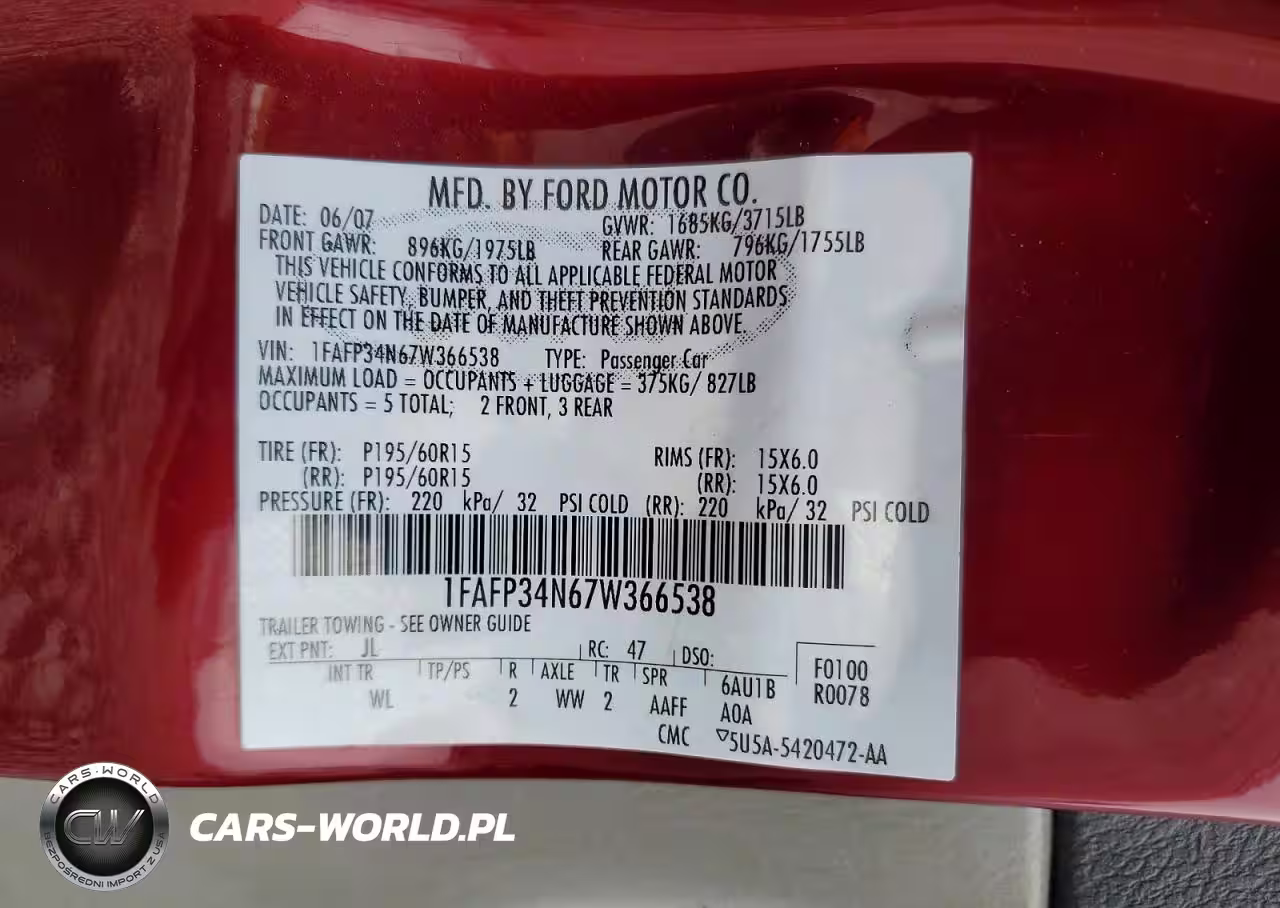 MFD. BY FORD MOTOR CO.
DATE: 06/07 GVWR: 1685KG/3715LB
FRONT GAWR: 896KG/1975LB REAR GAWR: 796KG/1755LB
THIS VEHICLE CONFORMS TO ALL APPLICABLE FEDERAL MOTOR
VEHICLE SAFETY, BUMPER, AND THEFT PREVENTION STANDARDS
IN EFFECT ON THE DATE OF MANUFACTURE SHOWN ABOVE.
VIN: 1FAFP34N67W366538 TYPE: Passenger Car
MAXIMUM LOAD = OCCUPANTS + LUGGAGE = 375KG/ 827LB
OCCUPANTS = 5 TOTAL; 2 FRONT, 3 REAR
TIRE (FR): P195/60R15 RIMS (FR): 15X6.0
(RR): P195/60R15 (RR): 15X6.0
PRESSURE (FR): 220 kPa/ 32 PSI COLD (RR): 220 kPa/ 32 PSI COLD
1FAFP34N67W366538
TRAILER TOWING - SEE OWNER GUIDE
EXT PNT: JL RC: 47 DSO: F0100
INT TR TP/PS R AXLE TR SPR 6AU1B R0078
WL 2 WW 2 AAFF A0A
CMC ▽5U5A-5420472-AA
CARS-WORLD
CW
BEZPOŚREDNI IMPORT Z USA
CARS-WORLD.PL